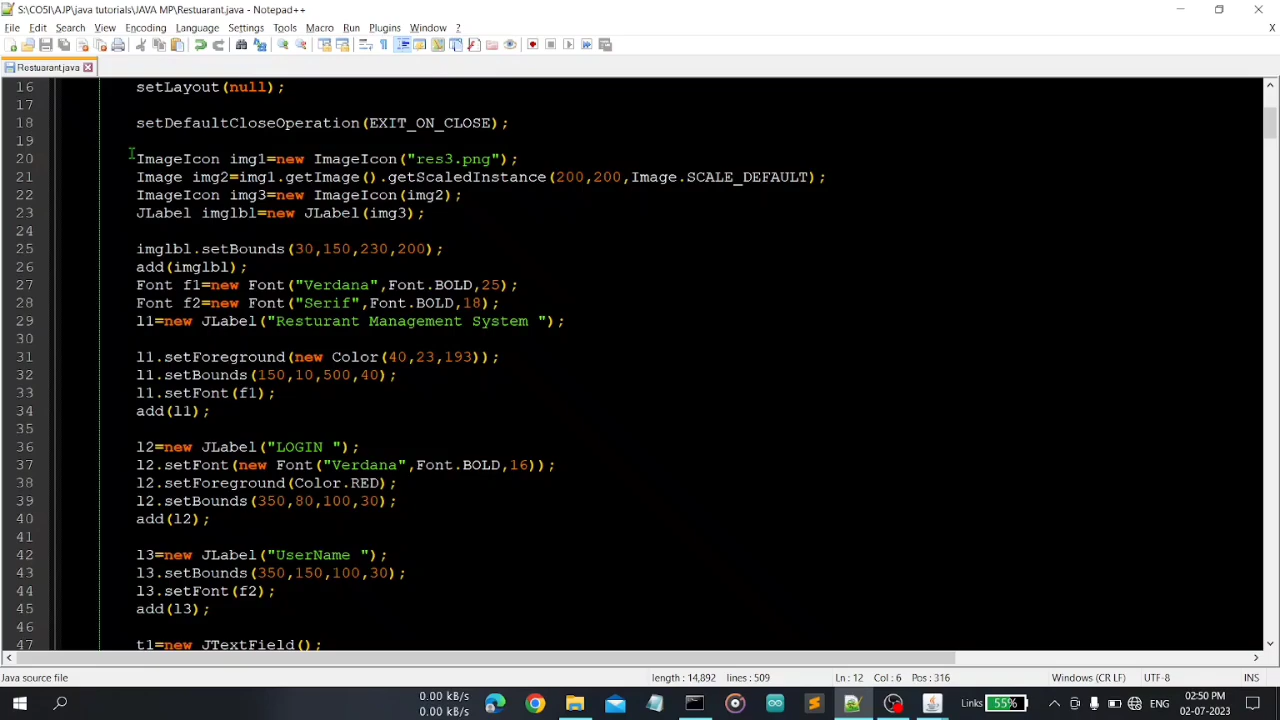 S:\CO5I\AJP\java tutorials\JAVA MP\Restuarant.java - Notepad++
File Edit Search View Encoding Language Settings Tools Macro Run Plugins Window ?
X
Restuarant.java
16 setLayout(null);
17
18 setDefaultCloseOperation(EXIT_ON_CLOSE);
19
20 ImageIcon img1=new ImageIcon("res3.png");
21 Image img2=img1.getImage().getScaledInstance(200,200,Image.SCALE_DEFAULT);
22 ImageIcon img3=new ImageIcon(img2);
23 JLabel imglbl=new JLabel(img3);
24
25 imglbl.setBounds(30,150,230,200);
26 add(imglbl);
27 Font f1=new Font("Verdana",Font.BOLD,25);
28 Font f2=new Font("Serif",Font.BOLD,18);
29 l1=new JLabel("Resturant Management System ");
30
31 l1.setForeground(new Color(40,23,193));
32 l1.setBounds(150,10,500,40);
33 l1.setFont(f1);
34 add(l1);
35
36 l2=new JLabel("LOGIN ");
37 l2.setFont(new Font("Verdana",Font.BOLD,16));
38 l2.setForeground(Color.RED);
39 l2.setBounds(350,80,100,30);
40 add(l2);
41
42 l3=new JLabel("UserName ");
43 l3.setBounds(350,150,100,30);
44 l3.setFont(f2);
45 add(l3);
46
47 t1=new JTextField();
Java source file length : 14,892 lines : 509 Ln : 12 Col : 6 Pos : 316 Windows (CR LF) UTF-8 INS
0.00 kB/s 0.00 kB/s
0.00 kB/s 0.00 kB/s
Links 55% ENG
02:50 PM
02-07-2023